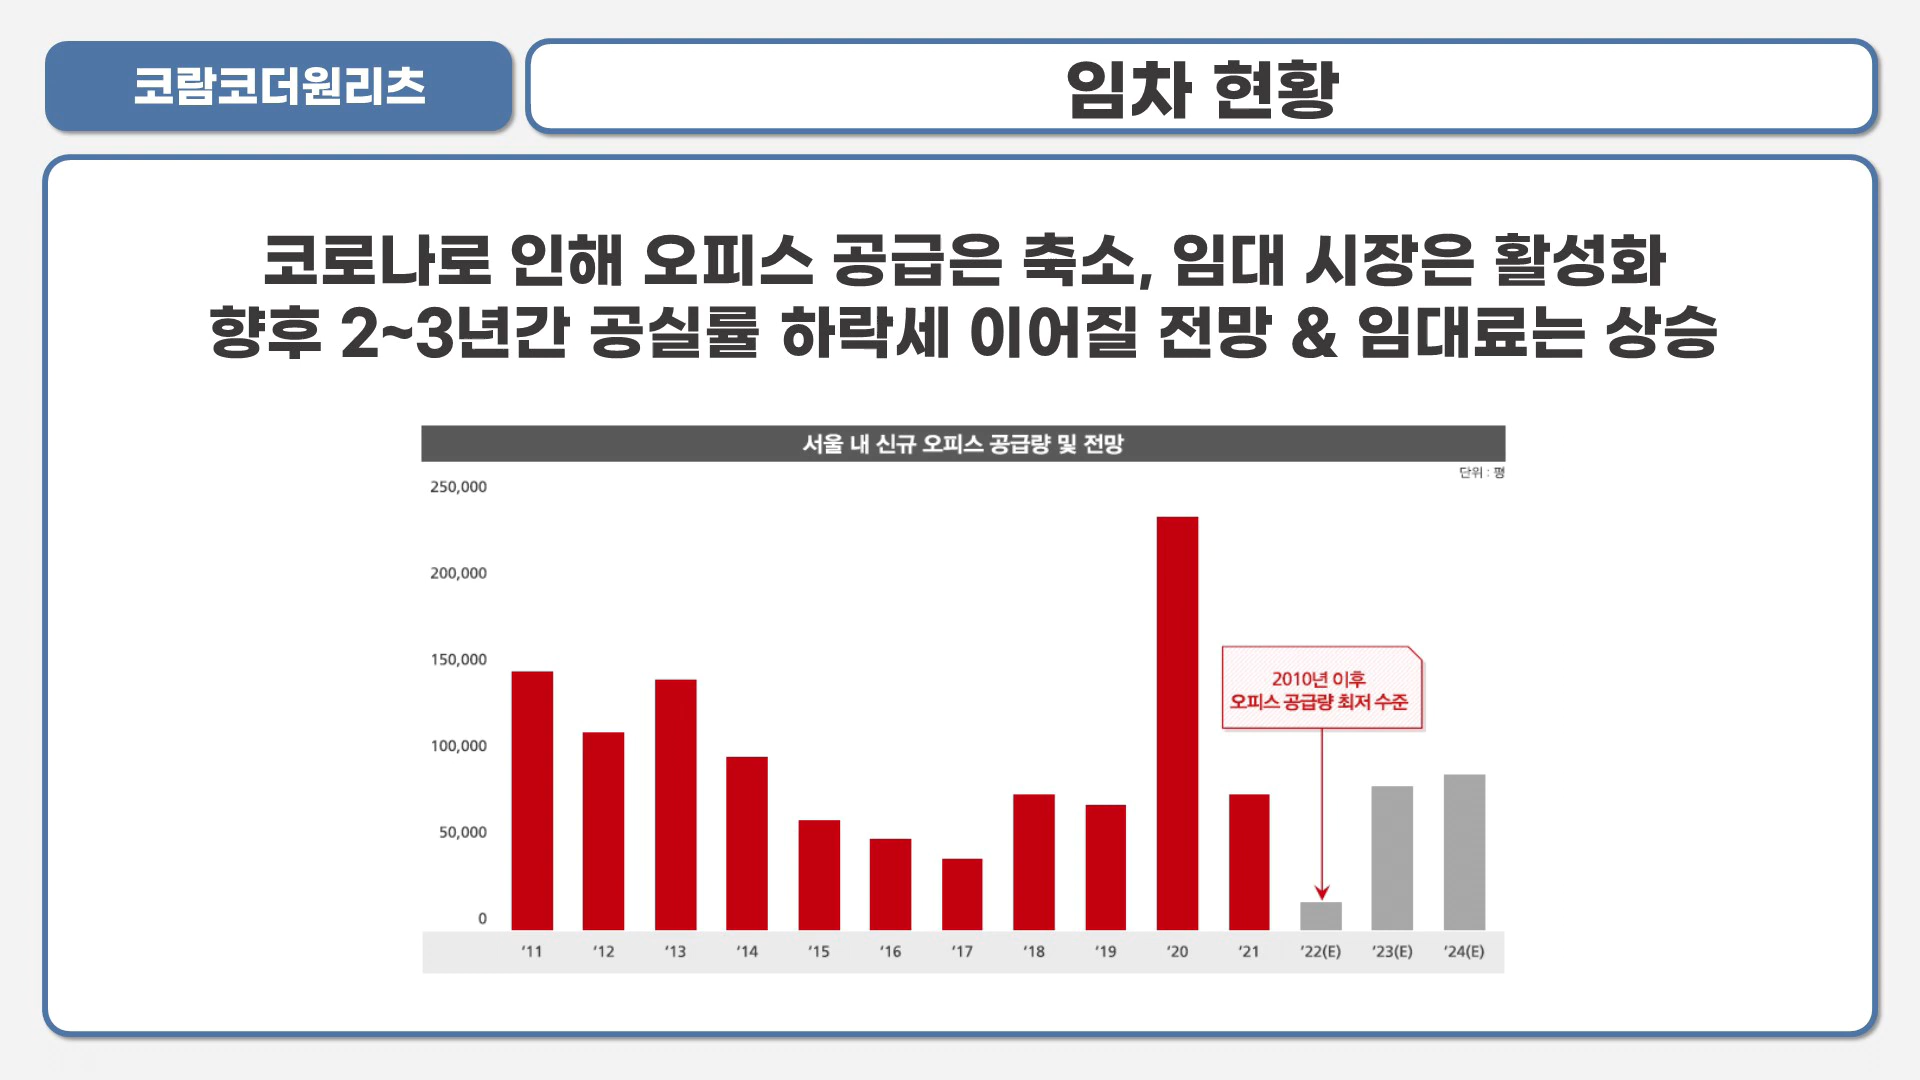 코람코더원리츠
임차 현황
코로나로 인해 오피스 공급은 축소, 임대 시장은 활성화
향후 2~3년간 공실률 하락세 이어질 전망 & 임대료는 상승
서울 내 신규 오피스 공급량 및 전망
단위 : 평
250,000
200,000
150,000
100,000
50,000
0
2010년 이후
오피스 공급량 최저 수준
‘11 ‘12 ‘13 ‘14 ‘15 ‘16 ‘17 ‘18 ‘19 ‘20 ‘21 ‘22(E) ‘23(E) ‘24(E)